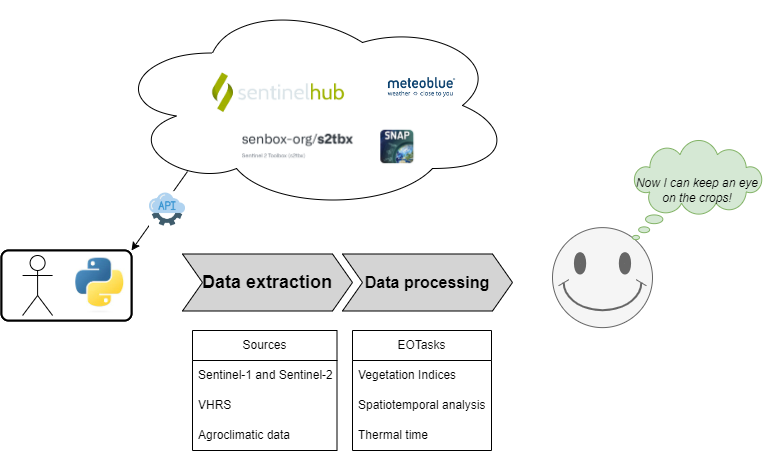 sentinelhub
meteoblue®
weather close to you
senbox-org/s2tbx
Sentinel 2 Toolbox (s2tbx)
SNAP
API
Now I can keep an eye
on the crops!
Data extraction
Data processing
Sources
Sentinel-1 and Sentinel-2
VHRS
Agroclimatic data
EOTasks
Vegetation Indices
Spatiotemporal analysis
Thermal time